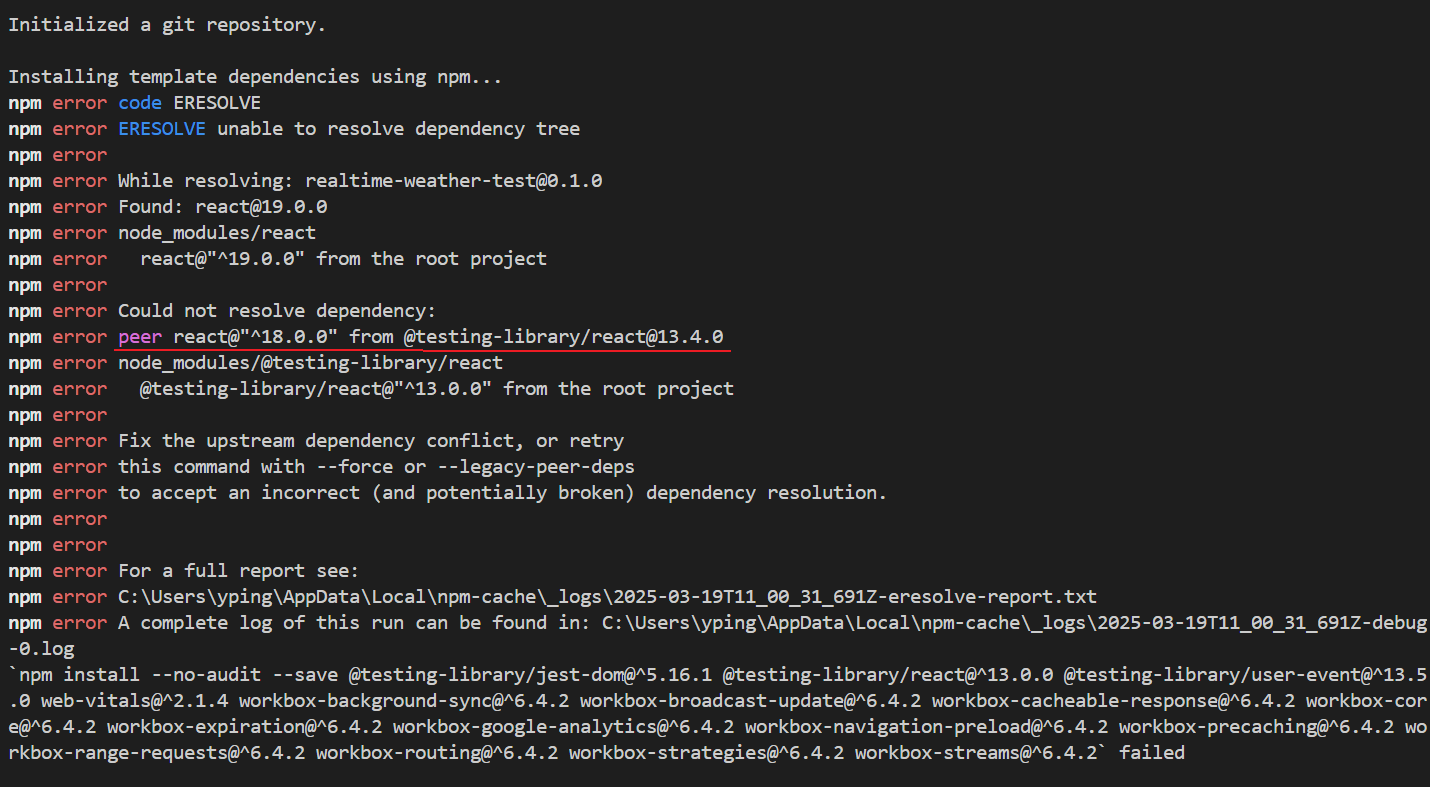 Initialized a git repository.
Installing template dependencies using npm...
npm error code ERESOLVE
npm error ERESOLVE unable to resolve dependency tree
npm error
npm error While resolving: realtime-weather-test@0.1.0
npm error Found: react@19.0.0
npm error node_modules/react
npm error   react@"^19.0.0" from the root project
npm error
npm error Could not resolve dependency:
npm error peer react@"^18.0.0" from @testing-library/react@13.4.0
npm error node_modules/@testing-library/react
npm error   @testing-library/react@"^13.0.0" from the root project
npm error
npm error Fix the upstream dependency conflict, or retry
npm error this command with --force or --legacy-peer-deps
npm error to accept an incorrect (and potentially broken) dependency resolution.
npm error
npm error
npm error For a full report see:
npm error C:\Users\yping\AppData\Local\npm-cache\_logs\2025-03-19T11_00_31_691Z-eresolve-report.txt
npm error A complete log of this run can be found in: C:\Users\yping\AppData\Local\npm-cache\_logs\2025-03-19T11_00_31_691Z-debug
-0.log
`npm install --no-audit --save @testing-library/jest-dom@^5.16.1 @testing-library/react@^13.0.0 @testing-library/user-event@^13.5
.0 web-vitals@^2.1.4 workbox-background-sync@^6.4.2 workbox-broadcast-update@^6.4.2 workbox-cacheable-response@^6.4.2 workbox-cor
e@^6.4.2 workbox-expiration@^6.4.2 workbox-google-analytics@^6.4.2 workbox-navigation-preload@^6.4.2 workbox-precaching@^6.4.2 wo
rkbox-range-requests@^6.4.2 workbox-routing@^6.4.2 workbox-strategies@^6.4.2 workbox-streams@^6.4.2` failed